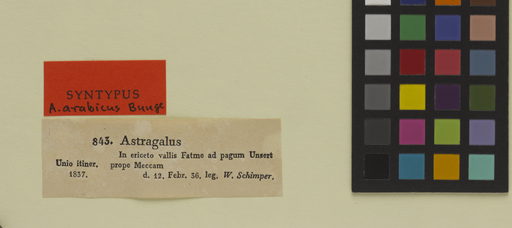 SYNTYPUS
A. arabicus Bunge
843. Astragalus
In ericeto vallis Fatme ad pagum Unsert
Unio itiner. prope Meccam
1837. d. 12. Febr. 36. leg. W. Schimper.